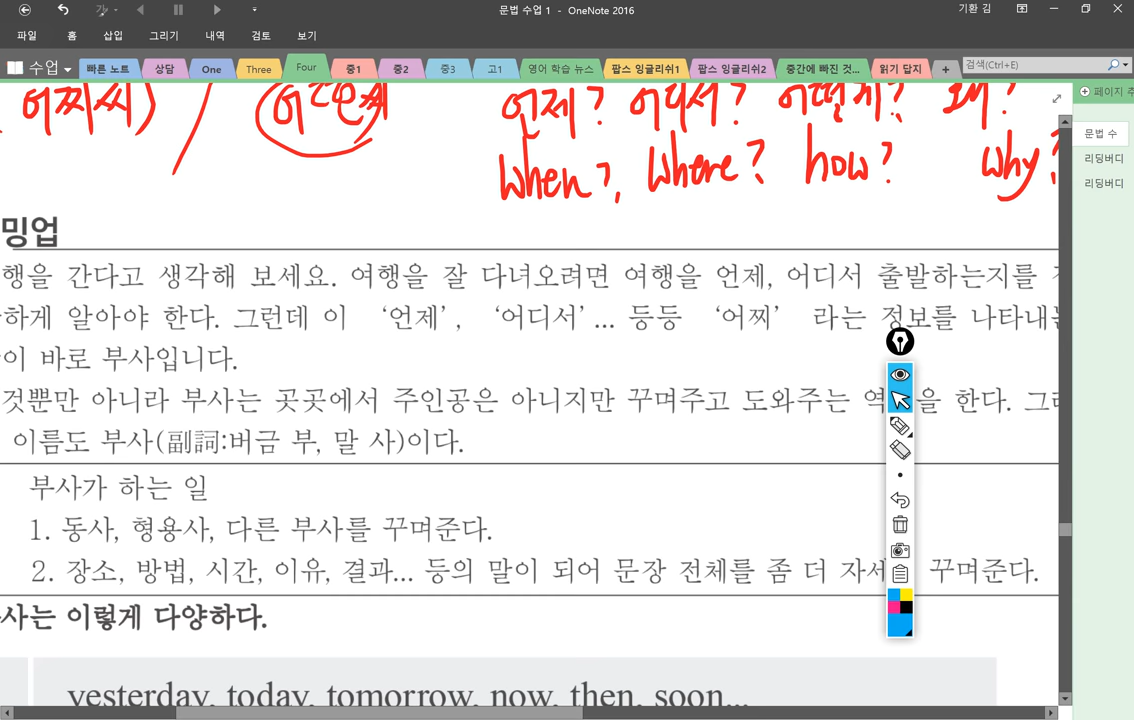 문법 수업 1 - OneNote 2016
기환 김
파일 홈 삽입 그리기 내역 검토 보기
수업 빠른 노트 상담 One Three Four 중1 중2 중3 고1 영어 학습 뉴스 팝스 잉글리쉬1 팝스 잉글리쉬2 중간에 빠진 것... 읽기 답지 + 검색(Ctrl+E)
페이지
문법 수
리딩버디
리딩버디
어찌씨) 언제? 어디서? 어떤지? 왜?
when?, where? how? why?
밍업
행을 간다고 생각해 보세요. 여행을 잘 다녀오려면 여행을 언제, 어디서 출발하는지를
하게 알아야 한다. 그런데 이 ‘언제’, ‘어디서’... 등등 ‘어찌’ 라는 정보를 나타내는
이 바로 부사입니다.
것뿐만 아니라 부사는 곳곳에서 주인공은 아니지만 꾸며주고 도와주는 역 을 한다.
이름도 부사(副詞:버금 부, 말 사)이다.
부사가 하는 일
1. 동사, 형용사, 다른 부사를 꾸며준다.
2. 장소, 방법, 시간, 이유, 결과... 등의 말이 되어 문장 전체를 좀 더 자세 꾸며준다.
사는 이렇게 다양하다.
yesterday, today, tomorrow, now, then, soon...